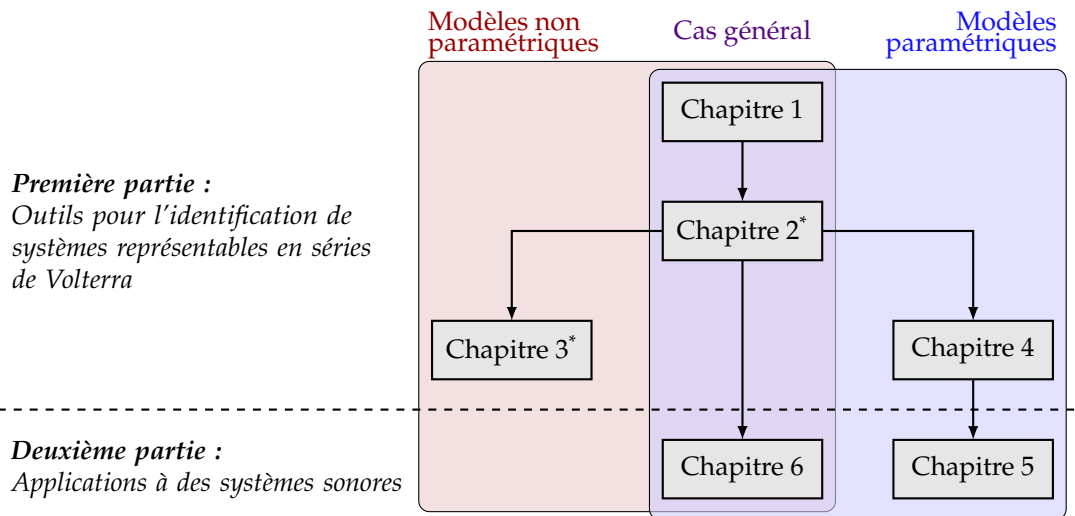 Modèles non
paramétriques
Cas général
Modèles
paramétriques
Chapitre 1
Première partie :
Outils pour l'identification de
systèmes représentables en séries
de Volterra
Chapitre 2*
Chapitre 3*
Chapitre 4
Deuxième partie :
Applications à des systèmes sonores
Chapitre 6
Chapitre 5